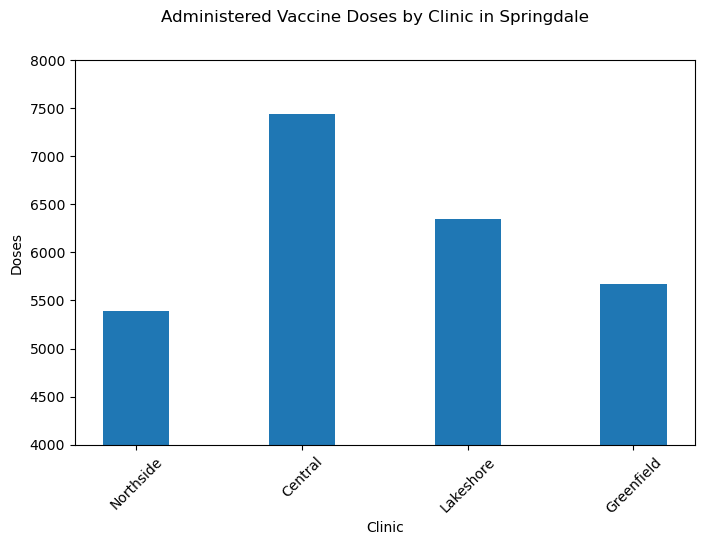 Administered Vaccine Doses by Clinic in Springdale
8000
7500
7000
6500
6000
5500
5000
4500
4000
Doses
Northside
Central
Lakeshore
Greenfield
Clinic